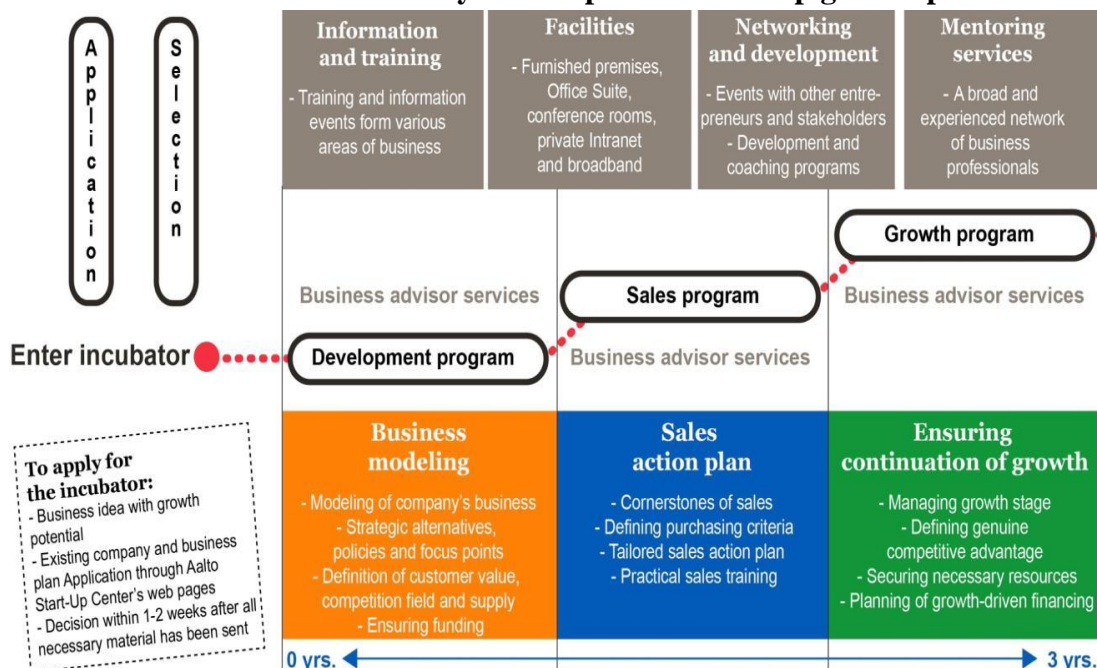 Application
Selection
Information
and training
- Training and information
events form various
areas of business
Facilities
- Furnished premises,
Office Suite,
conference rooms,
private Intranet
and broadband
Networking
and development
- Events with other entre-
preneurs and stakeholders
- Development and
coaching programs
Mentoring
services
- A broad and
experienced network
of business
professionals
Growth program
Business advisor services
Sales program
Business advisor services
Enter incubator
Development program
Business advisor services
To apply for
the incubator:
- Business idea with growth
potential
- Existing company and business
plan Application through Aalto
Start-Up Center's web pages
- Decision within 1-2 weeks after all
necessary material has been sent
Business
modeling
- Modeling of company's business
- Strategic alternatives,
policies and focus points
- Definition of customer value,
competition field and supply
- Ensuring funding
Sales
action plan
- Cornerstones of sales
- Defining purchasing criteria
- Tailored sales action plan
- Practical sales training
Ensuring
continuation of growth
- Managing growth stage
- Defining genuine
competitive advantage
- Securing necessary resources
- Planning of growth-driven financing
0 yrs.
3 yrs.